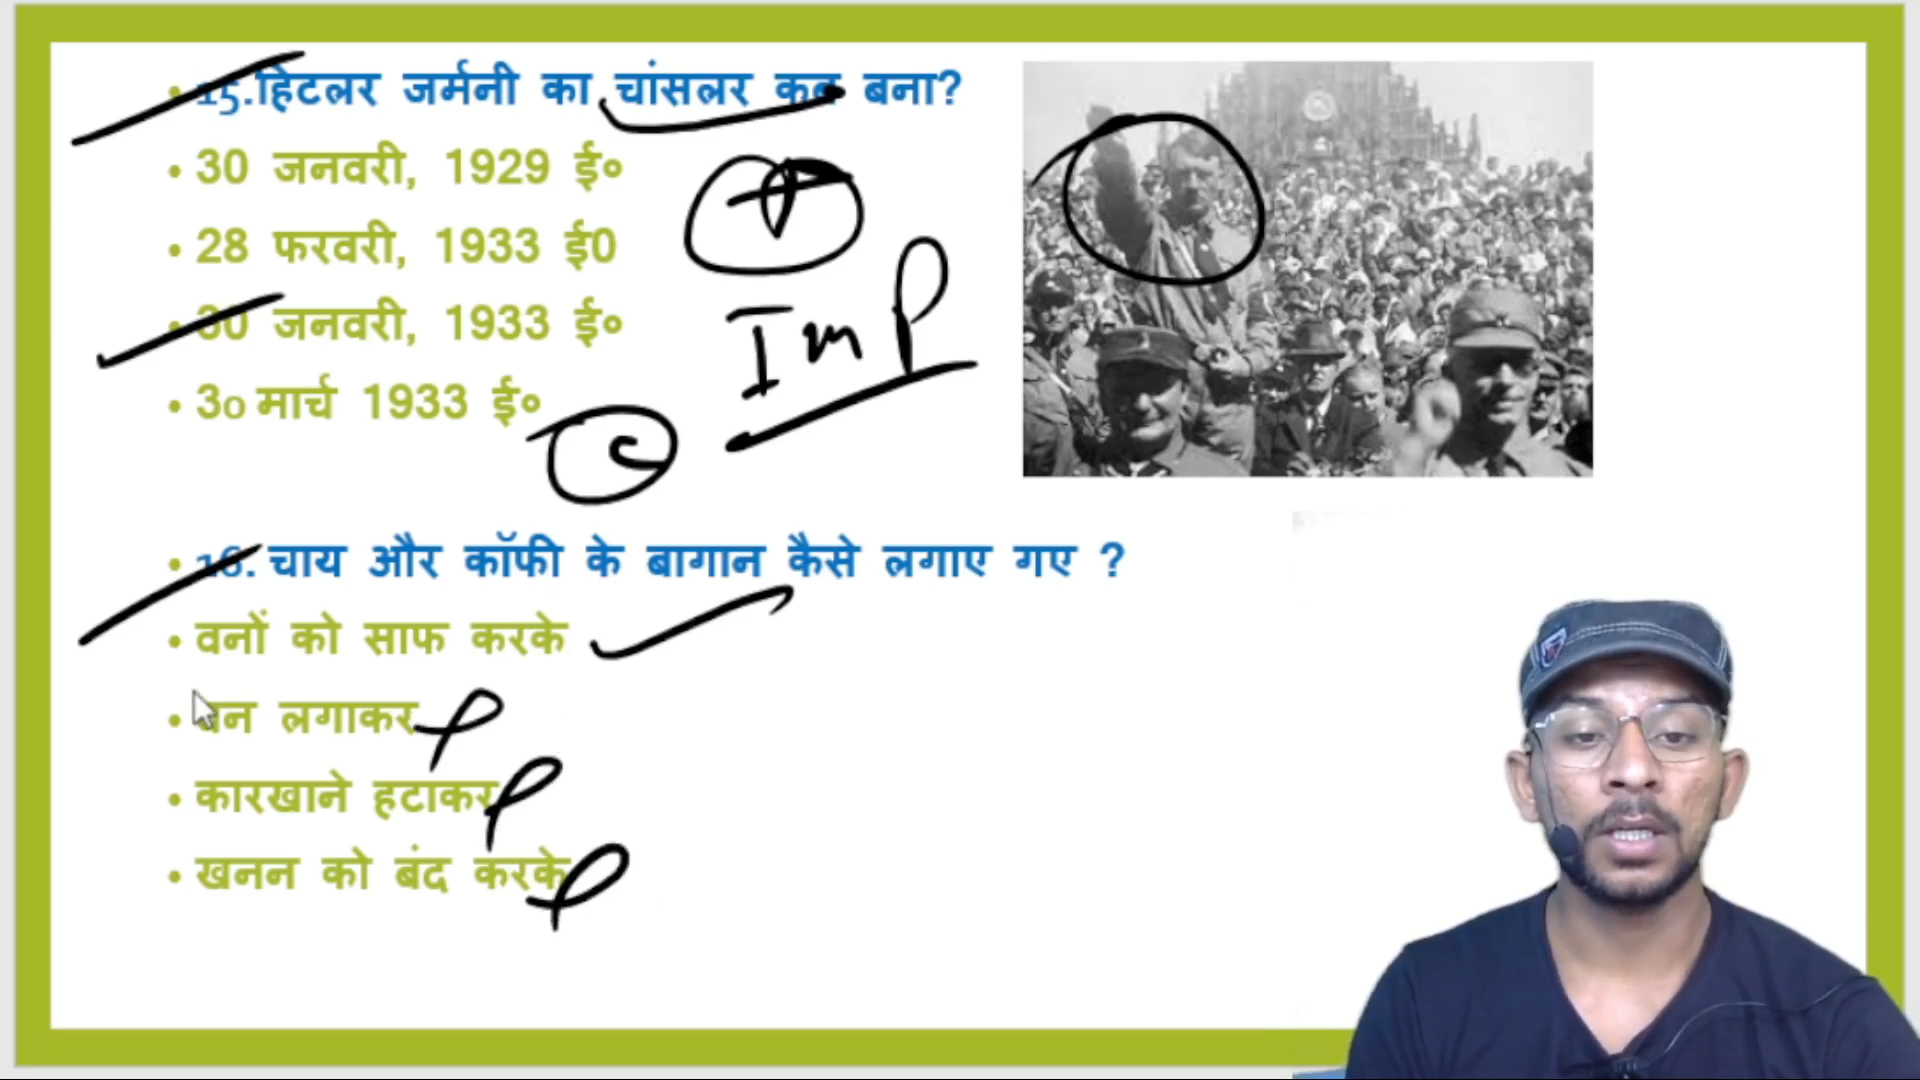 15.हिटलर जर्मनी का चांसलर कब बना?
30 जनवरी, 1929 ई०
28 फरवरी, 1933 ई0
30 जनवरी, 1933 ई०
Imp
3० मार्च 1933 ई०
C
16. चाय और कॉफी के बागान कैसे लगाए गए ?
वनों को साफ करके
वन लगाकर
कारखाने हटाकर
खनन को बंद करके